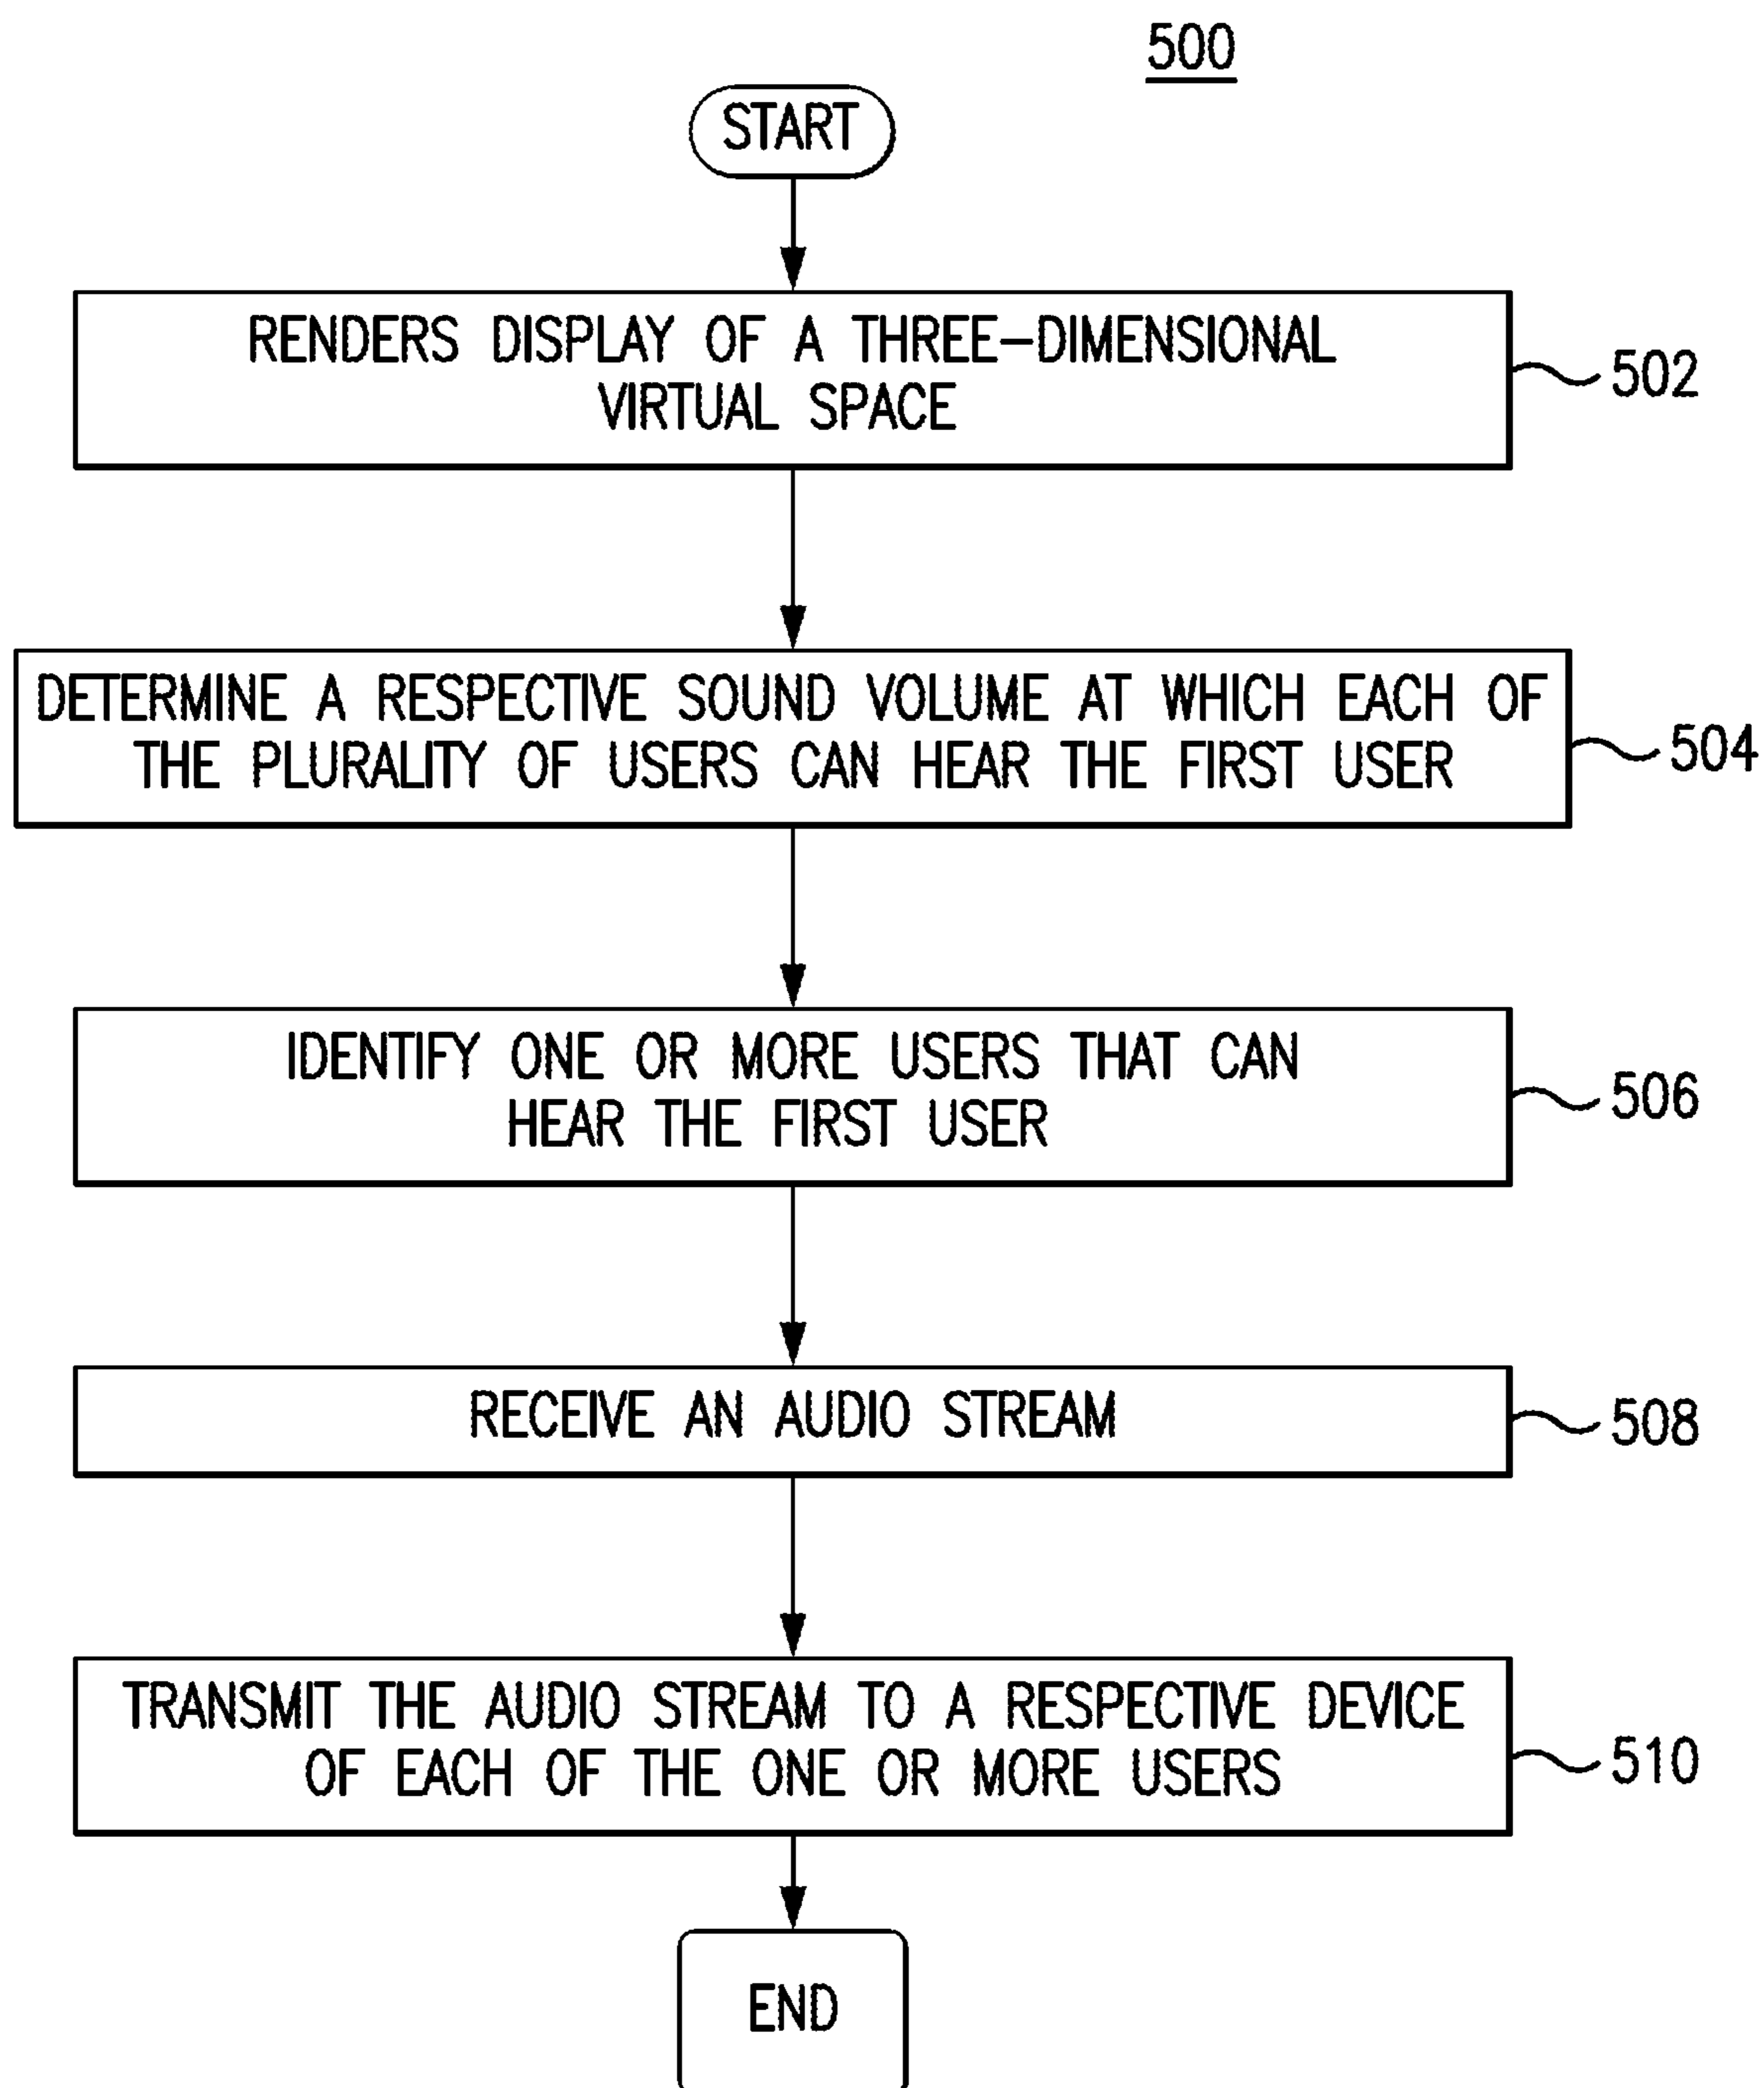 500
START
RENDERS DISPLAY OF A THREE-DIMENSIONAL
VIRTUAL SPACE
502
DETERMINE A RESPECTIVE SOUND VOLUME AT WHICH EACH OF
THE PLURALITY OF USERS CAN HEAR THE FIRST USER
504
IDENTIFY ONE OR MORE USERS THAT CAN
HEAR THE FIRST USER
506
RECEIVE AN AUDIO STREAM
508
TRANSMIT THE AUDIO STREAM TO A RESPECTIVE DEVICE
OF EACH OF THE ONE OR MORE USERS
510
END